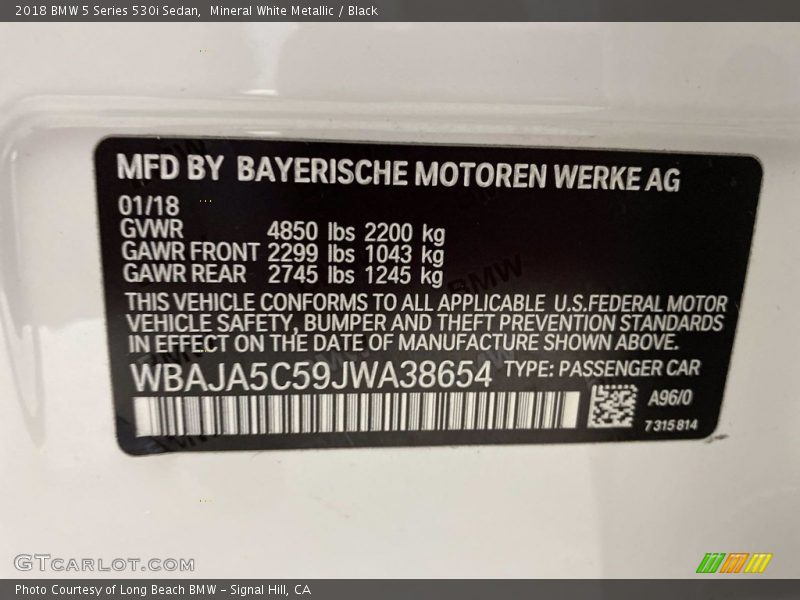 2018 BMW 5 Series 530i Sedan,  Mineral White Metallic / Black
MFD BY BAYERISCHE MOTOREN WERKE AG
01/18
GVWR 4850 lbs 2200 kg
GAWR FRONT 2299 lbs 1043 kg
GAWR REAR 2745 lbs 1245 kg
THIS VEHICLE CONFORMS TO ALL APPLICABLE U.S.FEDERAL MOTOR
VEHICLE SAFETY, BUMPER AND THEFT PREVENTION STANDARDS
IN EFFECT ON THE DATE OF MANUFACTURE SHOWN ABOVE.
WBAJA5C59JWA38654 TYPE: PASSENGER CAR
A96/0
7 315 814
GTCARLOT.COM
Photo Courtesy of Long Beach BMW - Signal Hill, CA